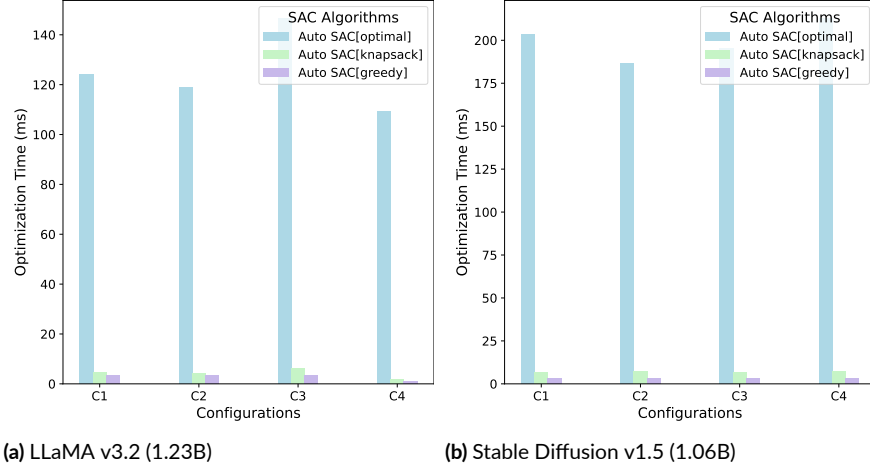 SAC Algorithms
Auto SAC[optimal]
Auto SAC[knapsack]
Auto SAC[greedy]
140
120
100
80
60
40
20
0
Optimization Time (ms)
C1 C2 C3 C4
Configurations
(a) LLaMA v3.2 (1.23B)
SAC Algorithms
Auto SAC[optimal]
Auto SAC[knapsack]
Auto SAC[greedy]
200
175
150
125
100
75
50
25
0
Optimization Time (ms)
C1 C2 C3 C4
Configurations
(b) Stable Diffusion v1.5 (1.06B)